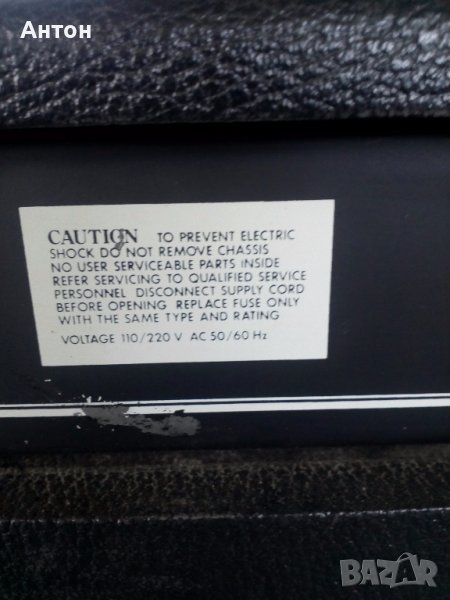 Антон
CAUTION TO PREVENT ELECTRIC
SHOCK DO NOT REMOVE CHASSIS
NO USER SERVICEABLE PARTS INSIDE
REFER SERVICING TO QUALIFIED SERVICE
PERSONNEL DISCONNECT SUPPLY CORD
BEFORE OPENING REPLACE FUSE ONLY
WITH THE SAME TYPE AND RATING
VOLTAGE 110/220 V AC 50/60 Hz
BAZAR